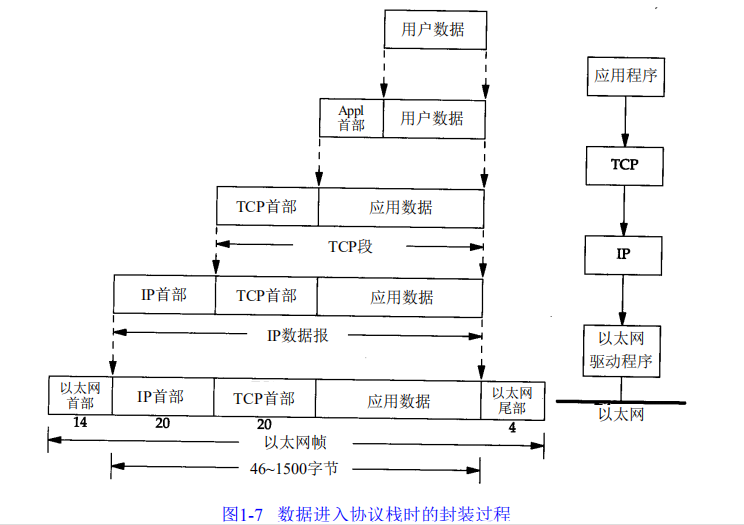 用户数据
应用程序
Appl
首部
用户数据
TCP
TCP首部
应用数据
TCP段
IP
IP首部
TCP首部
应用数据
IP数据报
以太网
驱动程序
以太网
首部
IP首部
TCP首部
应用数据
以太网
尾部
以太网
14
20
20
4
以太网帧
46~1500字节
图1-7 数据进入协议栈时的封装过程